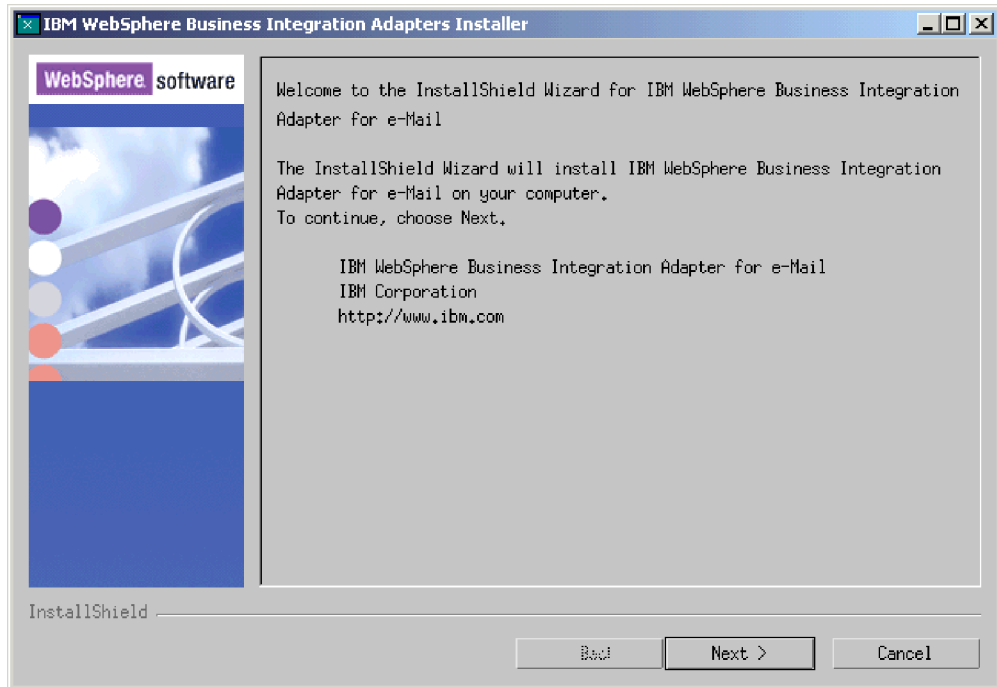 IBM WebSphere Business Integration Adapters Installer
WebSphere software
Welcome to the InstallShield Wizard for IBM WebSphere Business Integration
Adapter for e-Mail
The InstallShield Wizard will install IBM WebSphere Business Integration
Adapter for e-Mail on your computer.
To continue, choose Next.
IBM WebSphere Business Integration Adapter for e-Mail
IBM Corporation
http://www.ibm.com
InstallShield
Next >
Cancel